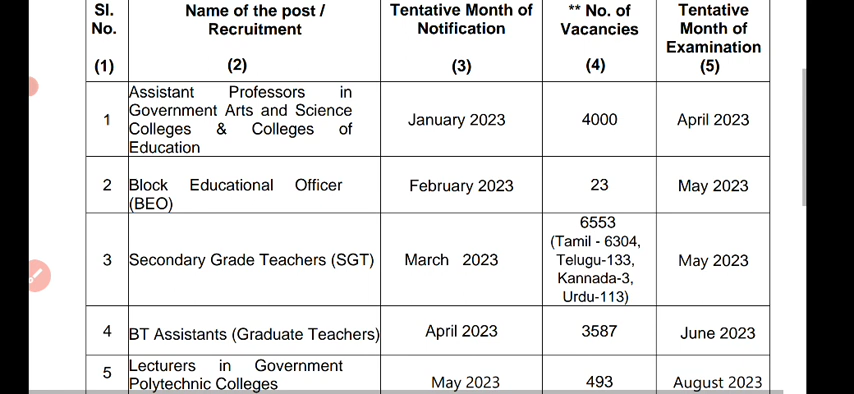 Sl. No. Name of the post / Recruitment Tentative Month of Notification ** No. of Vacancies Tentative Month of Examination
(1) (2) (3) (4) (5)
1 Assistant Professors in Government Arts and Science Colleges & Colleges of Education January 2023 4000 April 2023
2 Block Educational Officer (BEO) February 2023 23 May 2023
3 Secondary Grade Teachers (SGT) March 2023 6553 (Tamil - 6304, Telugu-133, Kannada-3, Urdu-113) May 2023
4 BT Assistants (Graduate Teachers) April 2023 3587 June 2023
5 Lecturers in Government Polytechnic Colleges May 2023 493 August 2023